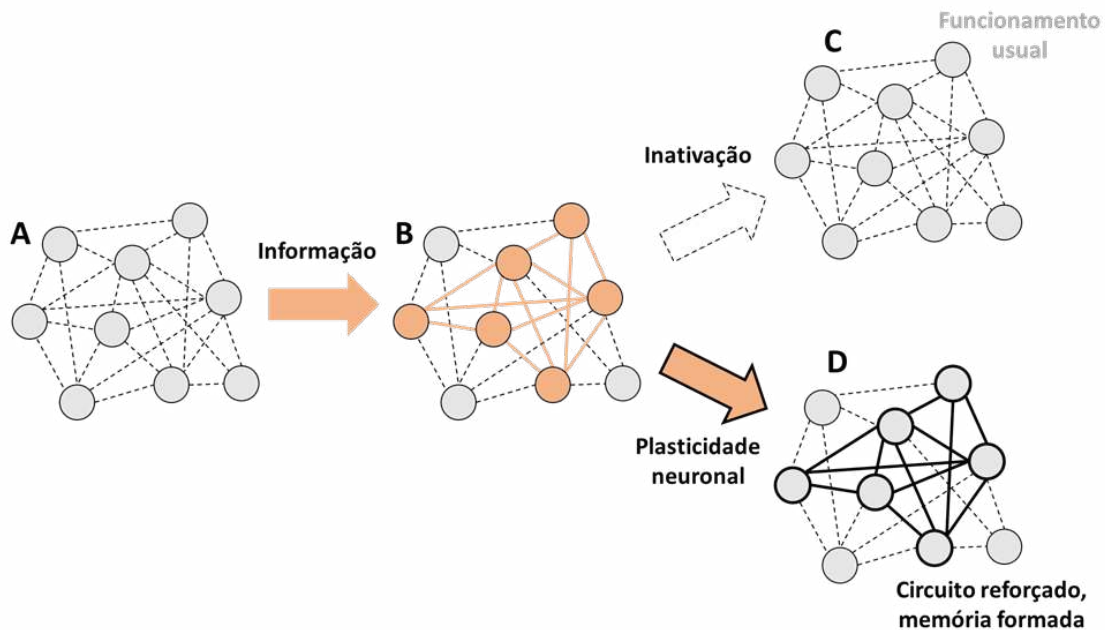 A
Informação
B
Inativação
C
Funcionamento
usual
Plasticidade
neuronal
D
Circuito reforçado,
memória formada